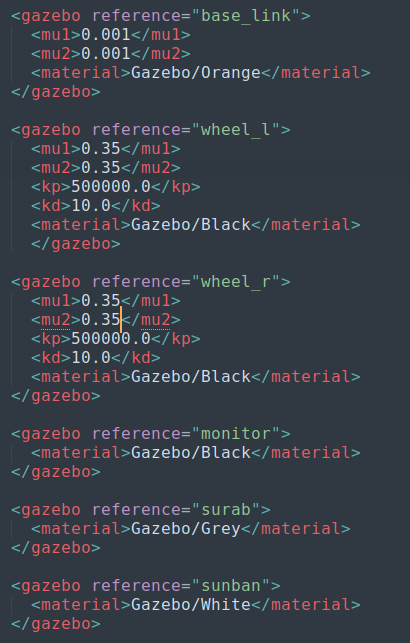 <gazebo reference="base_link">
<mu1>0.001</mu1>
<mu2>0.001</mu2>
<material>Gazebo/Orange</material>
</gazebo>
<gazebo reference="wheel_l">
<mu1>0.35</mu1>
<mu2>0.35</mu2>
<kp>500000.0</kp>
<kd>10.0</kd>
<material>Gazebo/Black</material>
</gazebo>
<gazebo reference="wheel_r">
<mu1>0.35</mu1>
<mu2>0.35</mu2>
<kp>500000.0</kp>
<kd>10.0</kd>
<material>Gazebo/Black</material>
</gazebo>
<gazebo reference="monitor">
<material>Gazebo/Black</material>
</gazebo>
<gazebo reference="surab">
<material>Gazebo/Grey</material>
</gazebo>
<gazebo reference="sunban">
<material>Gazebo/White</material>
</gazebo>